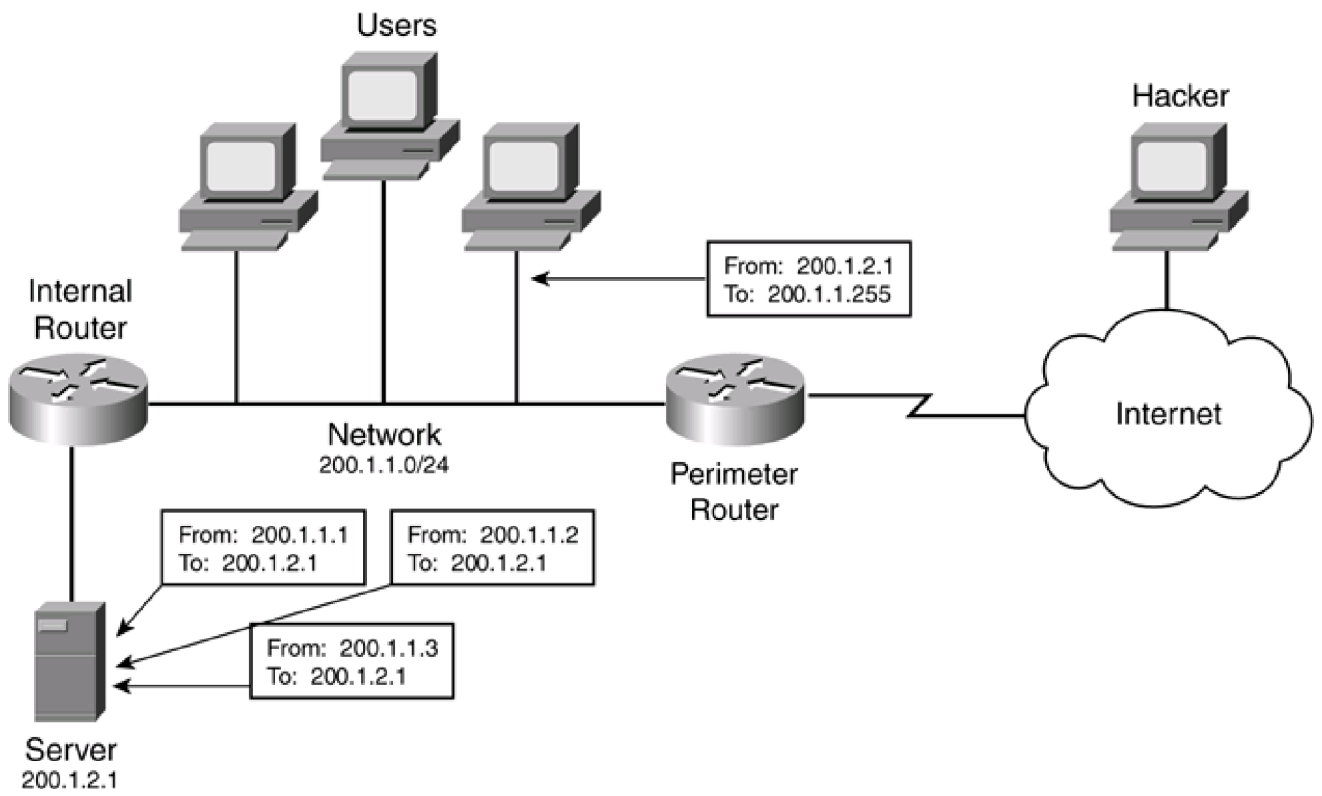 Users
Hacker
From: 200.1.2.1
To: 200.1.1.255
Internal
Router
Internet
Network
200.1.1.0/24
Perimeter
Router
From: 200.1.1.1
To: 200.1.2.1
From: 200.1.1.2
To: 200.1.2.1
From: 200.1.1.3
To: 200.1.2.1
Server
200.1.2.1